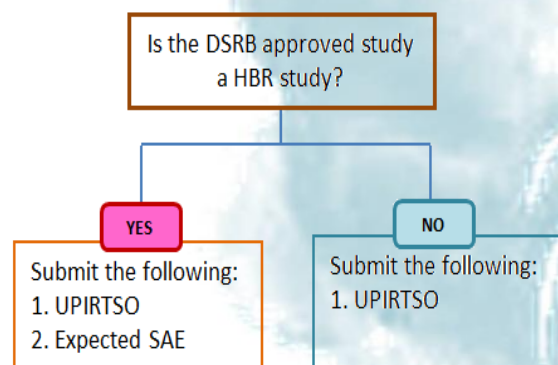 Is the DSRB approved study
a HBR study?
YES
Submit the following:
1. UPIRTSO
2. Expected SAE
NO
Submit the following:
1. UPIRTSO